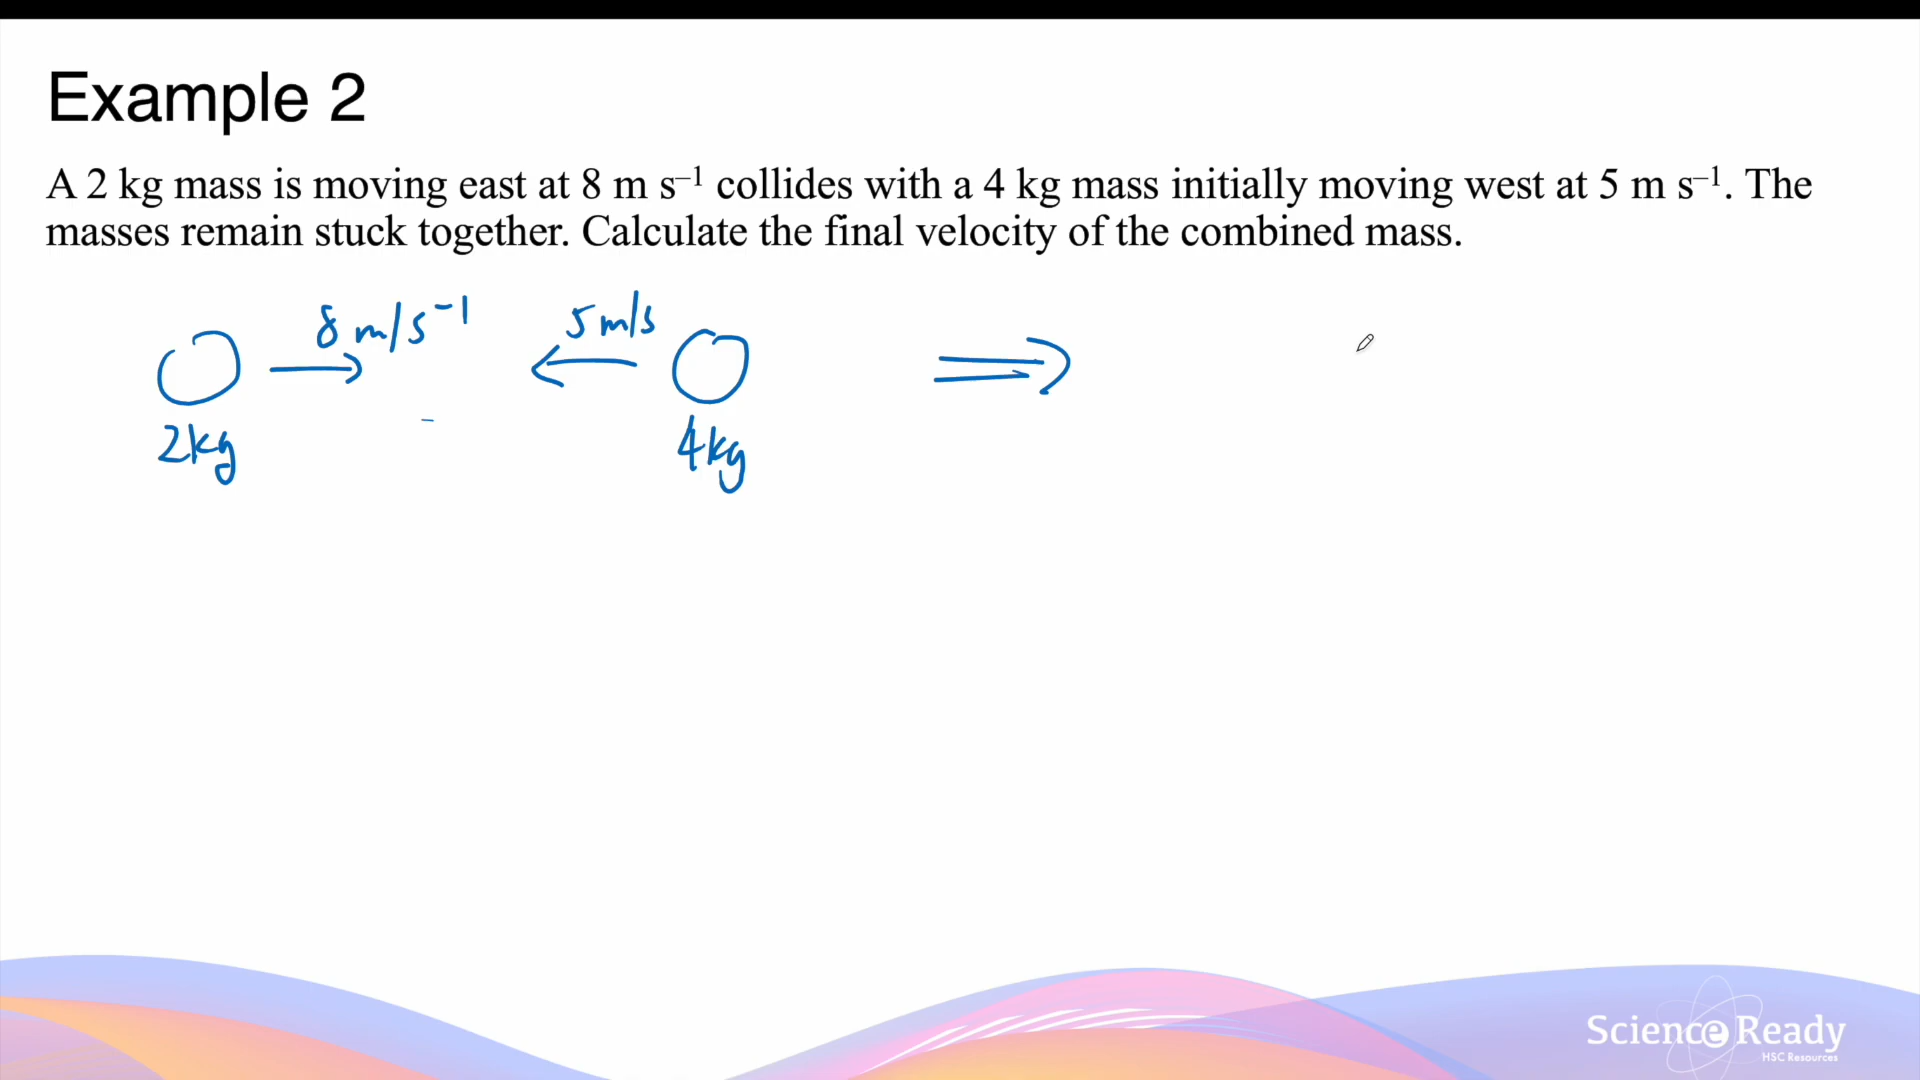 Example 2
A 2 kg mass is moving east at 8 m s⁻¹ collides with a 4 kg mass initially moving west at 5 m s⁻¹. The
masses remain stuck together. Calculate the final velocity of the combined mass.
8 m/s⁻¹
5 m/s
2kg
4kg
Science Ready
HSC Resources